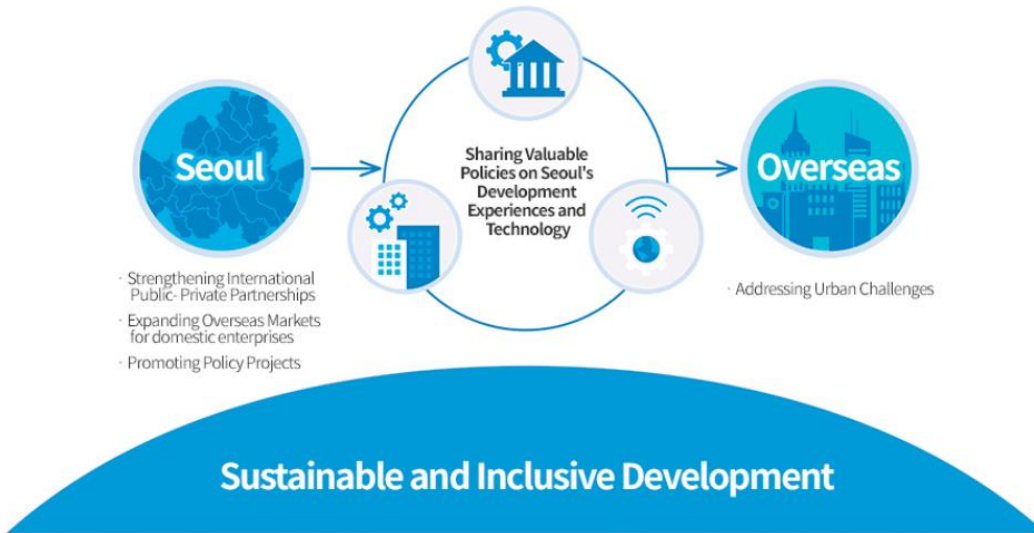 Seoul
Sharing Valuable
Policies on Seoul's
Development
Experiences and
Technology
Overseas
· Strengthening International
Public- Private Partnerships
· Expanding Overseas Markets
for domestic enterprises
· Promoting Policy Projects
· Addressing Urban Challenges
Sustainable and Inclusive Development